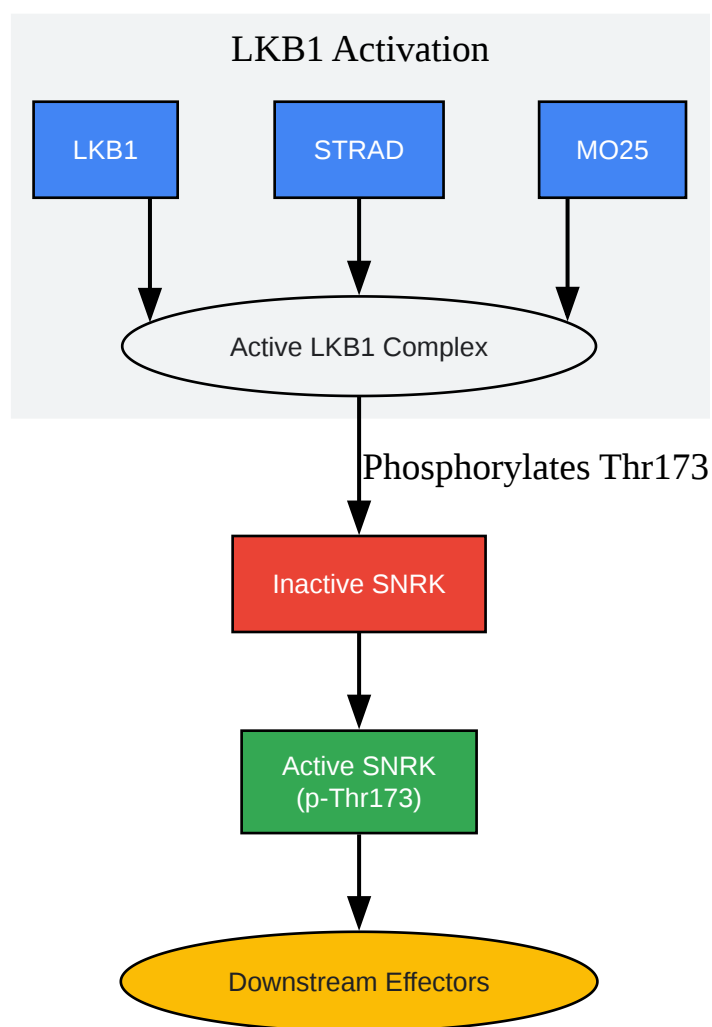 LKB1 Activation
LKB1
STRAD
MO25
Active LKB1 Complex
Phosphorylates Thr173
Inactive SNRK
Active SNRK
(p-Thr173)
Downstream Effectors